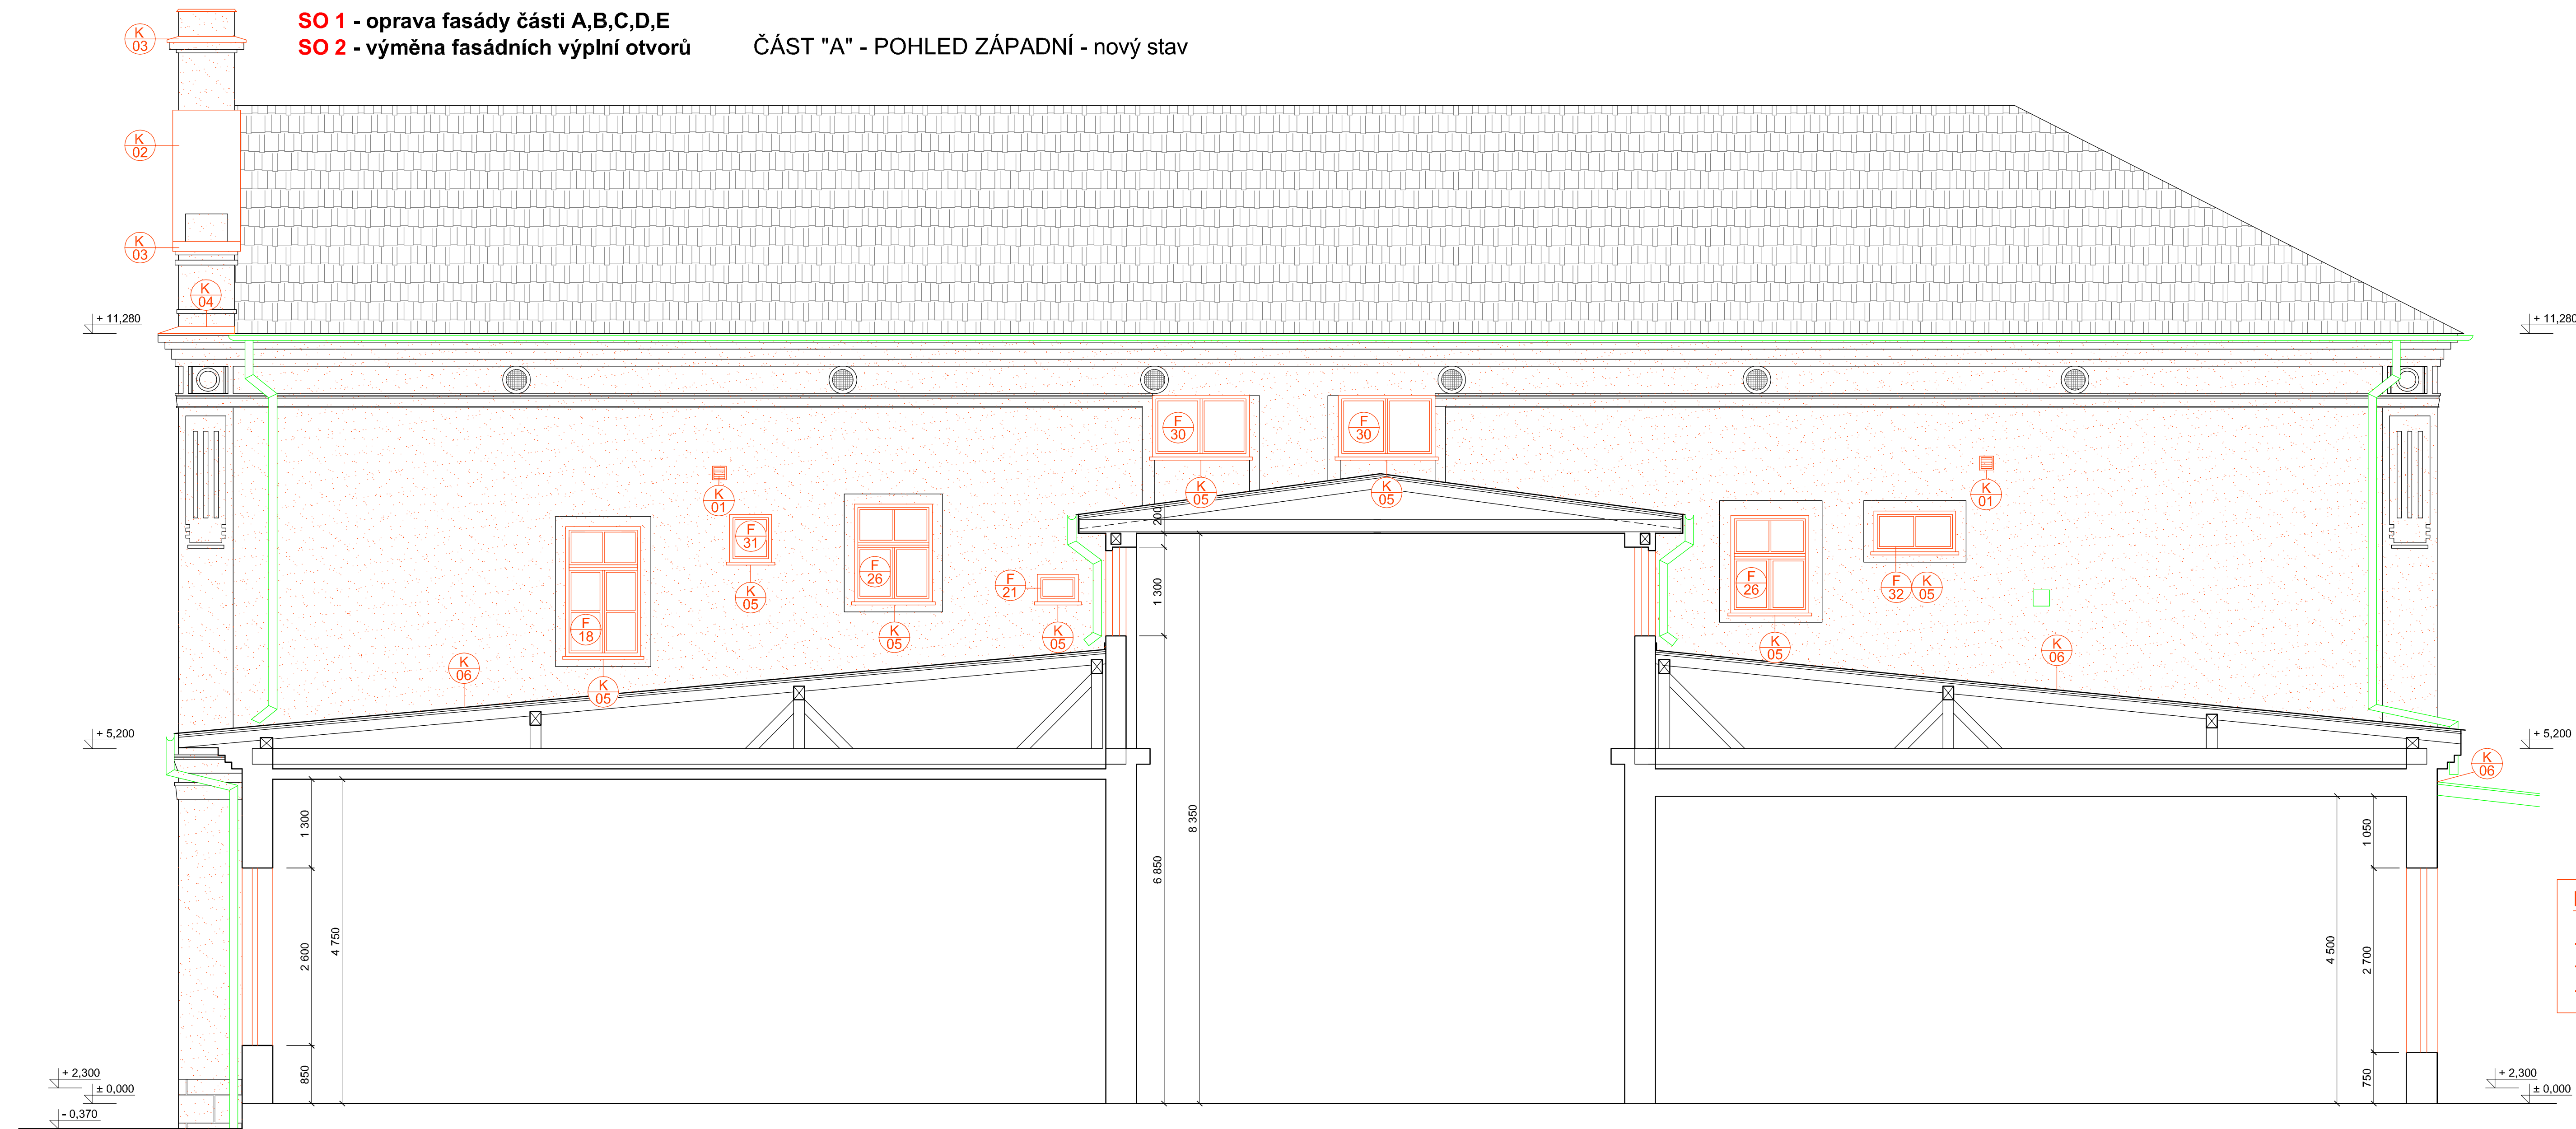 SO 1 - oprava fasády části A,B,C,D,E
SO 2 - výměna fasádních výplní otvorů
ČÁST "A" - POHLED ZÁPADNÍ - nový stav
K
03
K
02
K
03
K
04
+ 11,280
+ 11,280
F
30
F
30
K
05
K
05
K
01
K
01
F
31
K
05
F
26
K
05
F
21
K
05
F
18
K
05
K
06
F
26
K
05
F
32
K
05
K
06
K
06
200
1 300
8 350
6 850
+ 5,200
+ 5,200
1 300
2 600
850
4 750
4 500
1 050
2 700
750
+ 2,300
± 0,000
- 0,370
+ 2,300
± 0,000